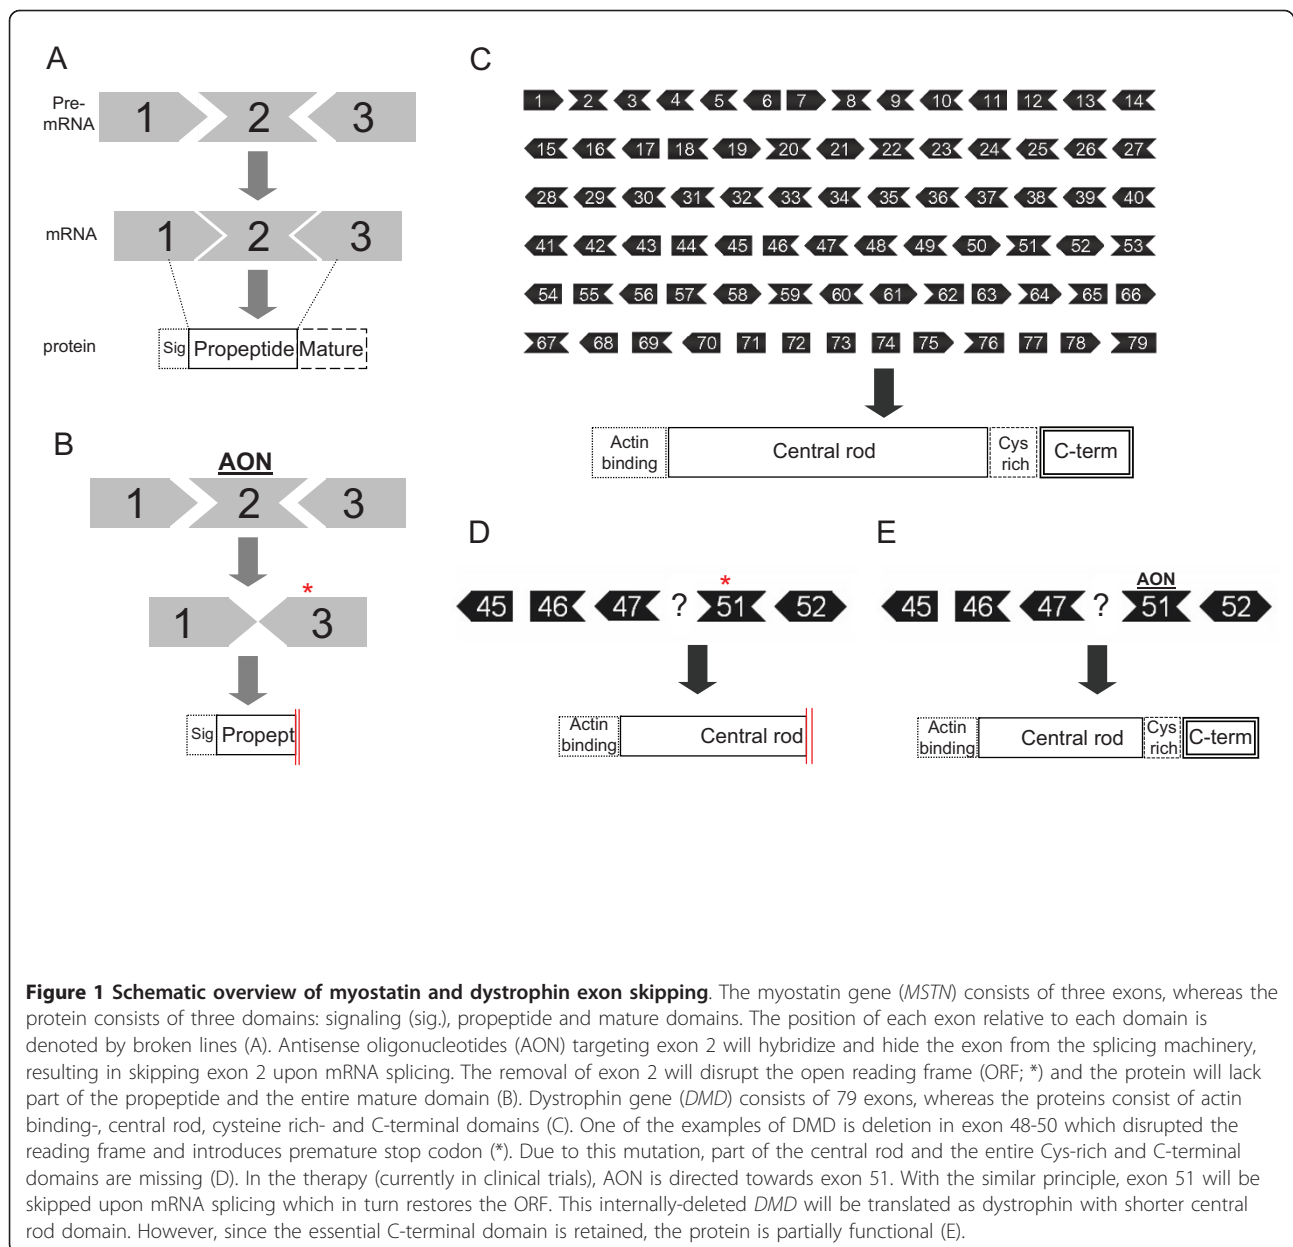 A
Pre-
mRNA
1 2 3
mRNA
1 2 3
protein
Sig Propeptide Mature
B
AON
1 2 3
*
1 3
Sig Propept
C
1 2 3 4 5 6 7 8 9 10 11 12 13 14
15 16 17 18 19 20 21 22 23 24 25 26 27
28 29 30 31 32 33 34 35 36 37 38 39 40
41 42 43 44 45 46 47 48 49 50 51 52 53
54 55 56 57 58 59 60 61 62 63 64 65 66
67 68 69 70 71 72 73 74 75 76 77 78 79
Actin
binding
Central rod
Cys
rich
C-term
D
*
45 46 47 ? 51 52
Actin
binding
Central rod
E
AON
45 46 47 ? 51 52
Actin
binding
Central rod
Cys
rich
C-term
Figure 1 Schematic overview of myostatin and dystrophin exon skipping. The myostatin gene (MSTN) consists of three exons, whereas the
protein consists of three domains: signaling (sig.), propeptide and mature domains. The position of each exon relative to each domain is
denoted by broken lines (A). Antisense oligonucleotides (AON) targeting exon 2 will hybridize and hide the exon from the splicing machinery,
resulting in skipping exon 2 upon mRNA splicing. The removal of exon 2 will disrupt the open reading frame (ORF; *) and the protein will lack
part of the propeptide and the entire mature domain (B). Dystrophin gene (DMD) consists of 79 exons, whereas the proteins consist of actin
binding-, central rod, cysteine rich- and C-terminal domains (C). One of the examples of DMD is deletion in exon 48-50 which disrupted the
reading frame and introduces premature stop codon (*). Due to this mutation, part of the central rod and the entire Cys-rich and C-terminal
domains are missing (D). In the therapy (currently in clinical trials), AON is directed towards exon 51. With the similar principle, exon 51 will be
skipped upon mRNA splicing which in turn restores the ORF. This internally-deleted DMD will be translated as dystrophin with shorter central
rod domain. However, since the essential C-terminal domain is retained, the protein is partially functional (E).